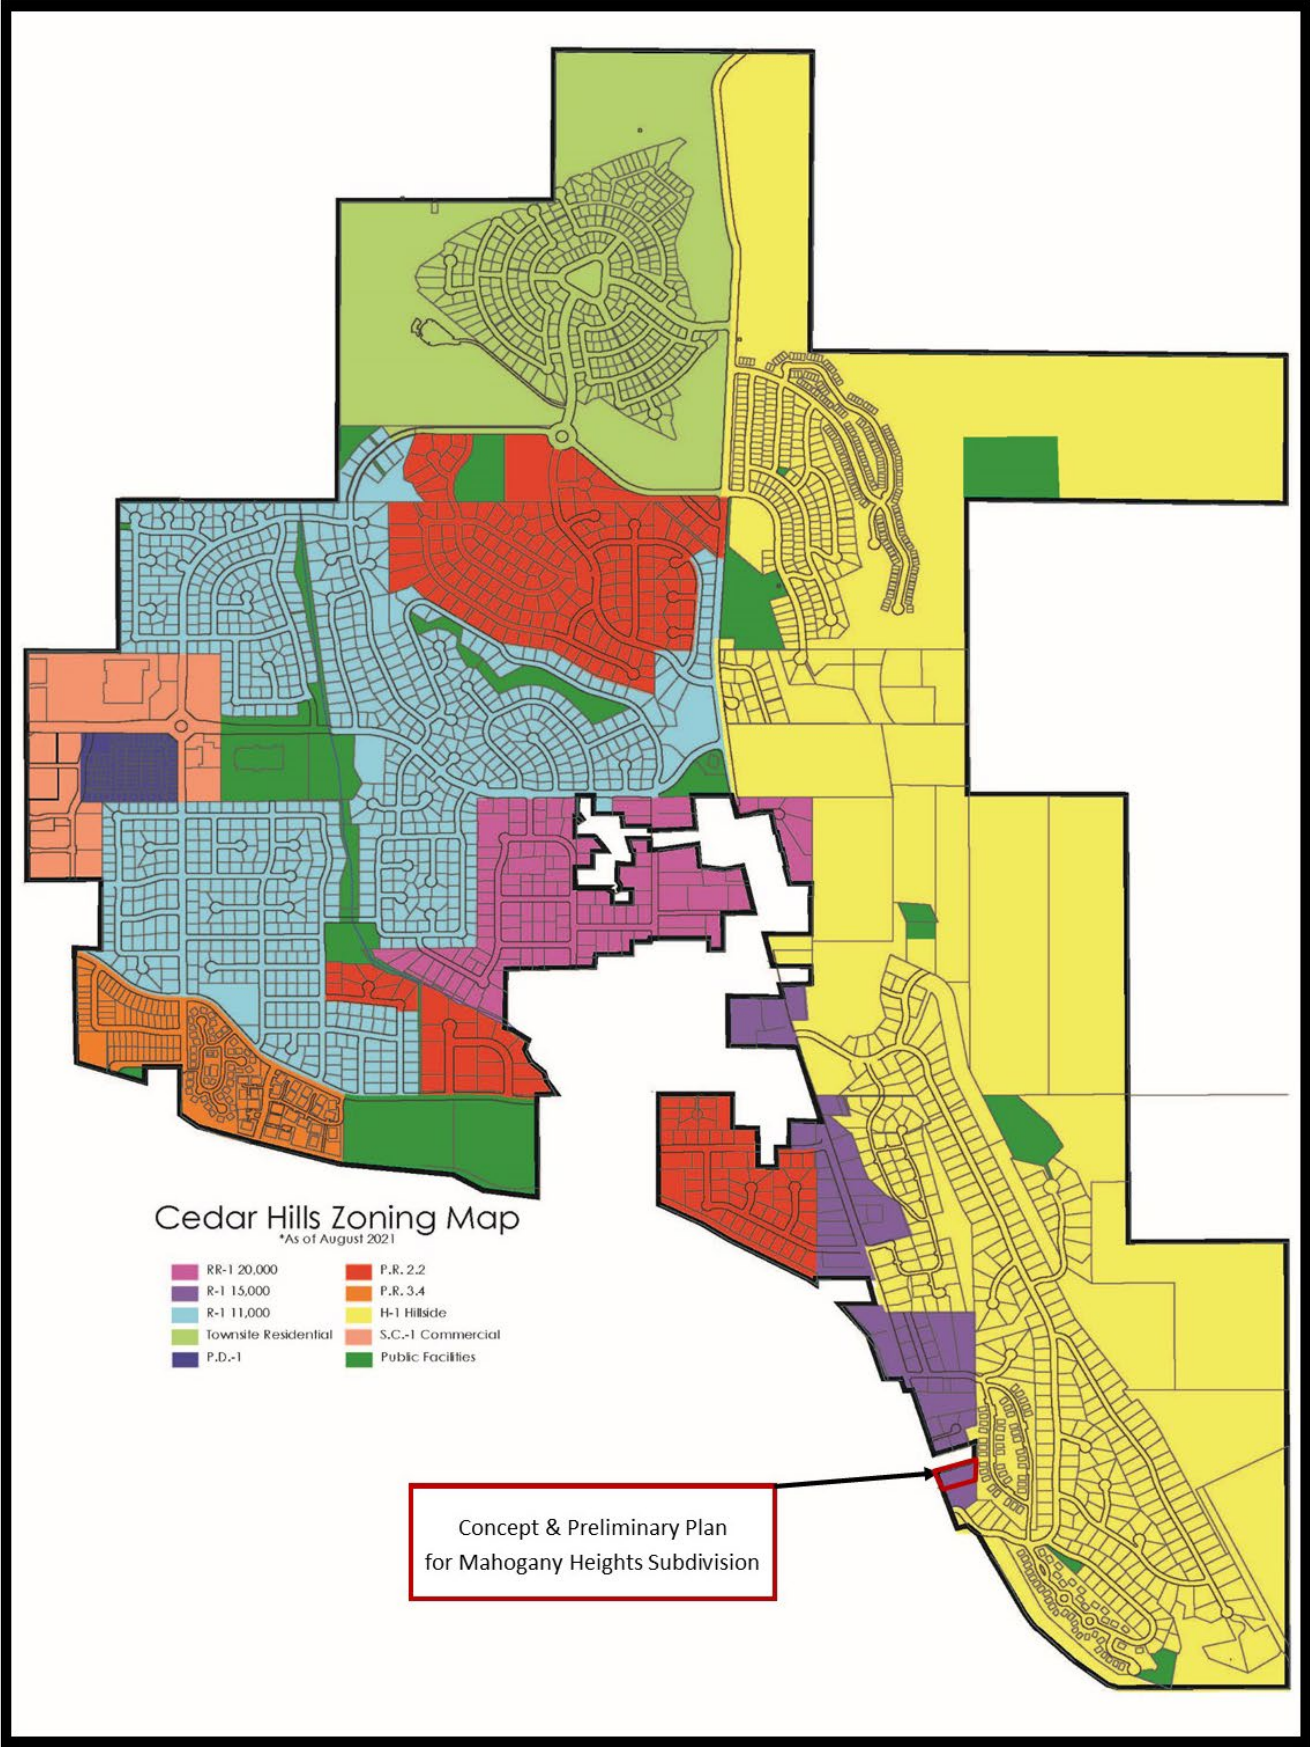 Cedar Hills Zoning Map
*As of August 2021
RR-1 20,000
R-1 15,000
R-1 11,000
Townsite Residential
P.D.-1
P.R. 2.2
P.R. 3.4
H-1 Hillside
S.C.-1 Commercial
Public Facilities
Concept & Preliminary Plan
for Mahogany Heights Subdivision